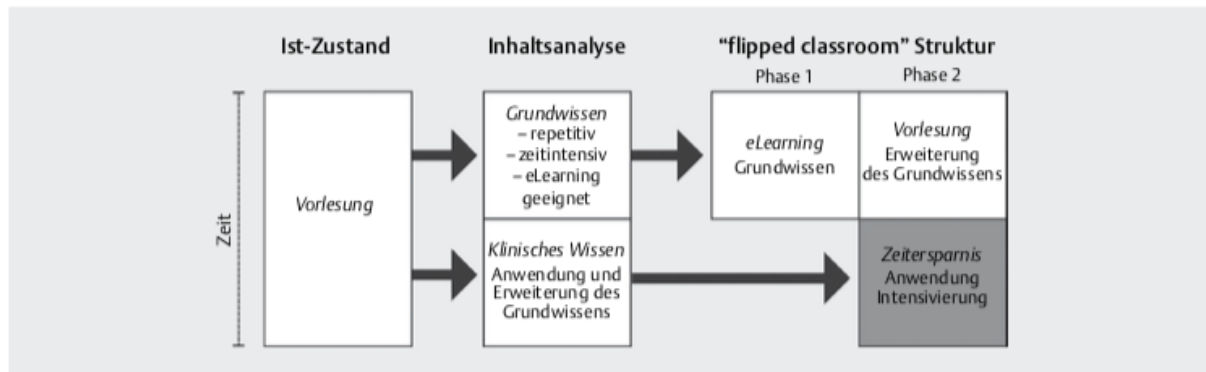 Ist-Zustand
Inhaltsanalyse
“flipped classroom” Struktur
Phase 1
Phase 2
Zeit
Vorlesung
Grundwissen
– repetitiv
– zeitintensiv
– eLearning
geeignet
Klinisches Wissen
Anwendung und
Erweiterung des
Grundwissens
eLearning
Grundwissen
Vorlesung
Erweiterung
des Grundwissens
Zeitersparnis
Anwendung
Intensivierung